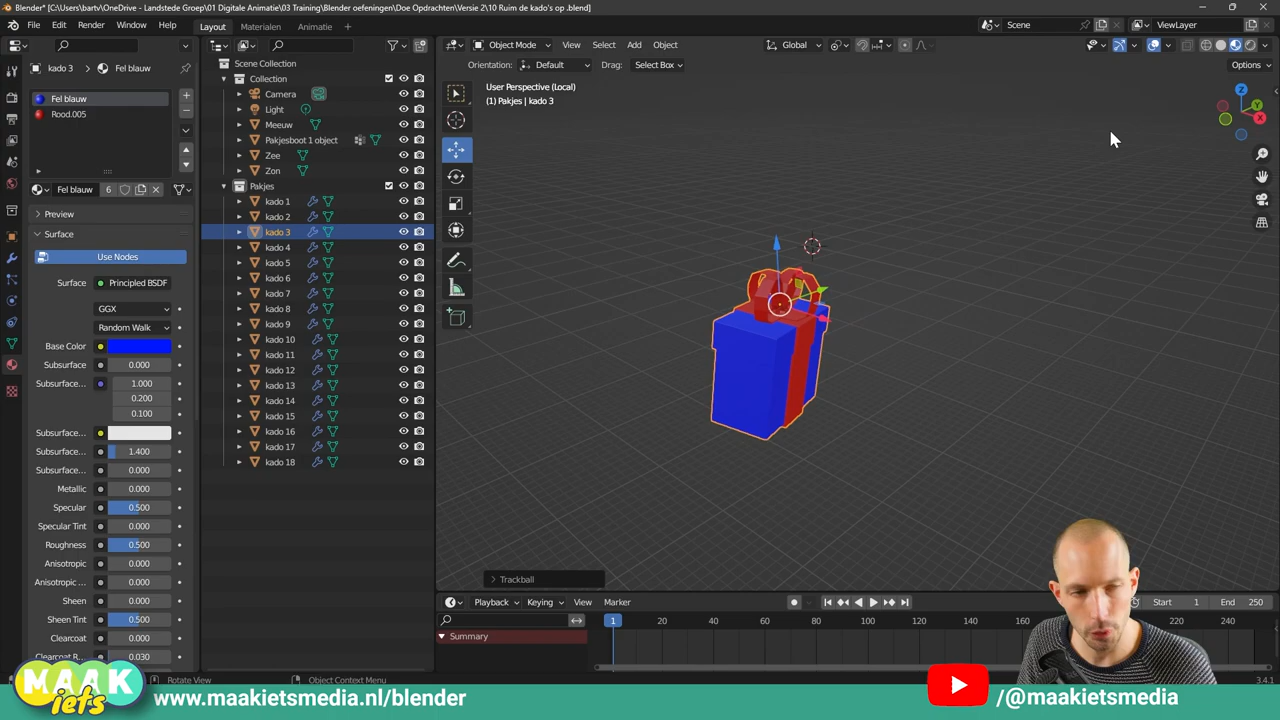 Blender* [C:\Users\bartv\OneDrive - Landstede Groep\01 Digitale Animatie\03 Training\Blender oefeningen\Doe Opdrachten\Versie 2\10 Ruim de kado's op .blend]
File Edit Render Window Help Layout Modeling Animatie Scene ViewLayer
Object Mode View Select Add Object Global
kado 3 Fel blauw Scene Collection Orientation: Default Drag: Select Box Options
Fel blauw
Rood.005
Collection
Camera
Light
Meeuw
Pakjesboot 1 object
Zee
Zon
Pakjes
kado 1
kado 2
kado 3
kado 4
kado 5
kado 6
kado 7
kado 8
kado 9
kado 10
kado 11
kado 12
kado 13
kado 14
kado 15
kado 16
kado 17
kado 18
User Perspective (Local)
(1) Pakjes | kado 3
Z
Y
X
Fel blauw 6
Preview
Surface
Use Nodes
Surface Principled BSDF
GGX
Random Walk
Base Color
Subsurface 0.000
Subsurface... 1.000
0.200
0.100
Subsurface...
Subsurface... 1.400
Subsurface... 0.000
Metallic 0.000
Specular 0.500
Specular Tint 0.000
Roughness 0.500
Anisotropic 0.000
Anisotropic ... 0.000
Sheen 0.000
Sheen Tint 0.500
Clearcoat 0.000
Clearcoat R... 0.030
Trackball
Playback Keying View Marker Start 1 End 250
1 20 40 60 80 100 120 140 160 220 240
Summary
Rotate View Object Context Menu 3.4.1
MAAK
iets
www.maakietsmedia.nl/blender
/@maakietsmedia